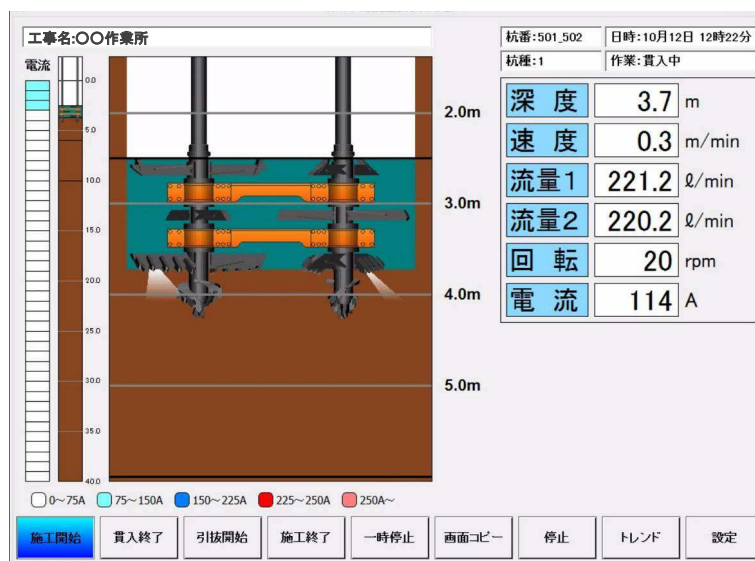 工事名:〇〇作業所
杭番:501_502
日時:10月12日 12時22分
杭種:1
作業:貫入中
電流
0.0
5.0
10.0
15.0
20.0
25.0
30.0
35.0
40.0
2.0m
3.0m
4.0m
5.0m
深 度 3.7 m
速 度 0.3 m/min
流量1 221.2 ℓ/min
流量2 220.2 ℓ/min
回 転 20 rpm
電 流 114 A
0～75A 75～150A 150～225A 225～250A 250A～
施工開始 貫入終了 引抜開始 施工終了 一時停止 画面コピー 停止 トレンド 設定